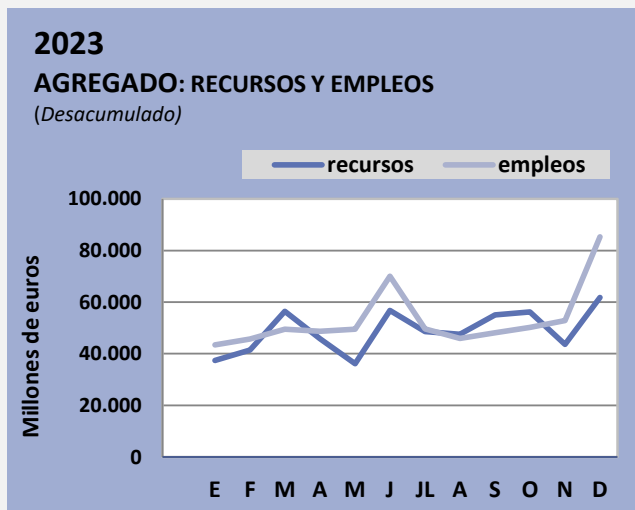 2023
AGREGADO: RECURSOS Y EMPLEOS
(Desacumulado)
recursos empleos
100.000
80.000
60.000
40.000
20.000
0
Millones de euros
E F M A M J JL A S O N D